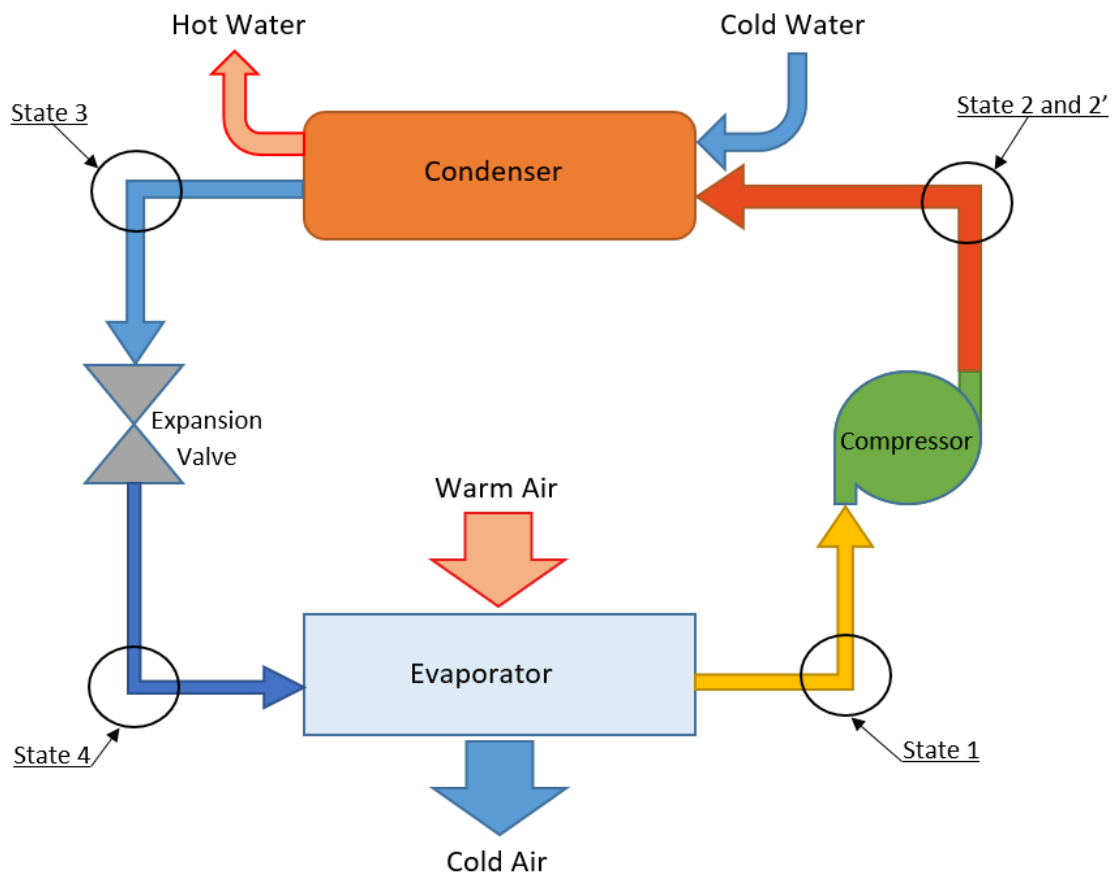 Hot Water
Cold Water
State 3
State 2 and 2’
Condenser
Expansion
Valve
Compressor
Warm Air
Evaporator
State 4
State 1
Cold Air